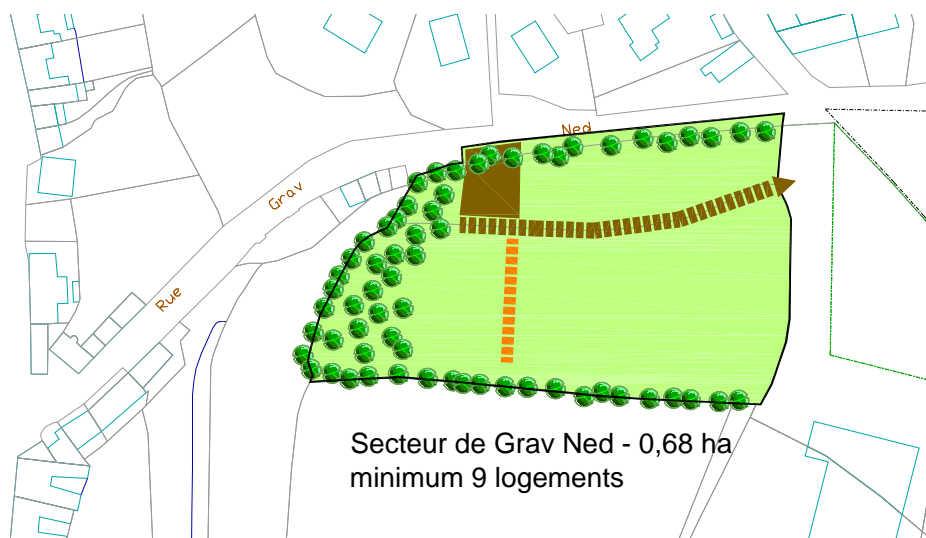 Ned
Grav
Rue
Secteur de Grav Ned - 0,68 ha
minimum 9 logements